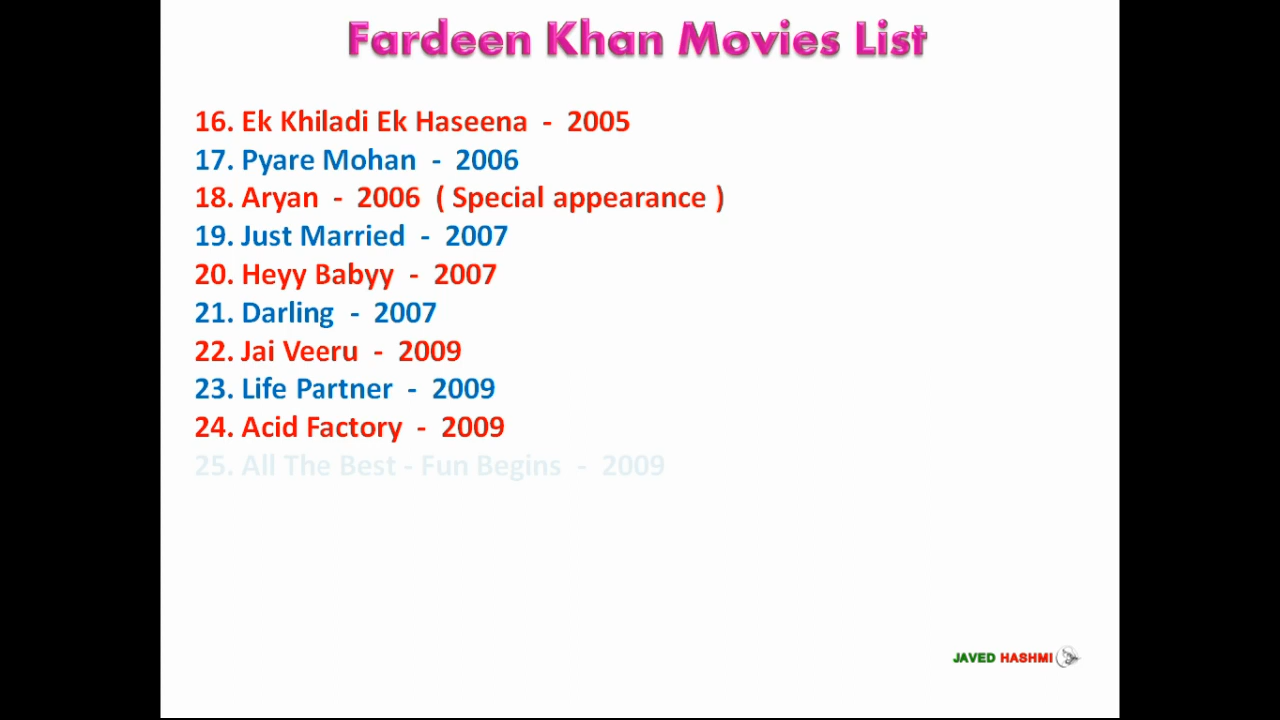 Fardeen Khan Movies List
16. Ek Khiladi Ek Haseena - 2005
17. Pyare Mohan - 2006
18. Aryan - 2006 ( Special appearance )
19. Just Married - 2007
20. Heyy Babyy - 2007
21. Darling - 2007
22. Jai Veeru - 2009
23. Life Partner - 2009
24. Acid Factory - 2009
25. All The Best - Fun Begins - 2009
JAVED HASHMI